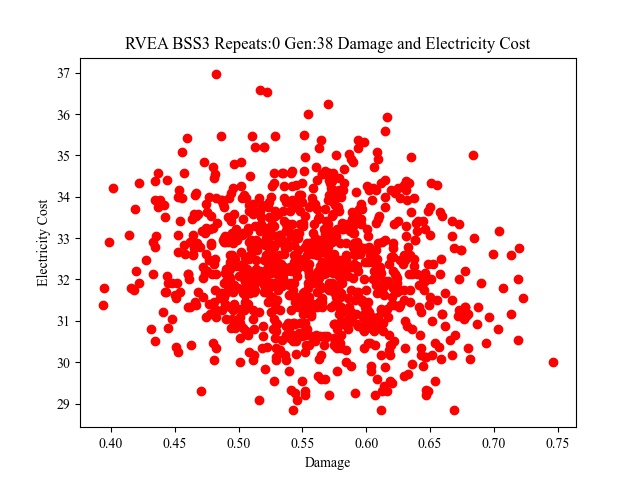 RVEA BSS3 Repeats:0 Gen:38 Damage and Electricity Cost
37
36
35
34
33
32
31
30
29
Electricity Cost
0.40 0.45 0.50 0.55 0.60 0.65 0.70 0.75
Damage